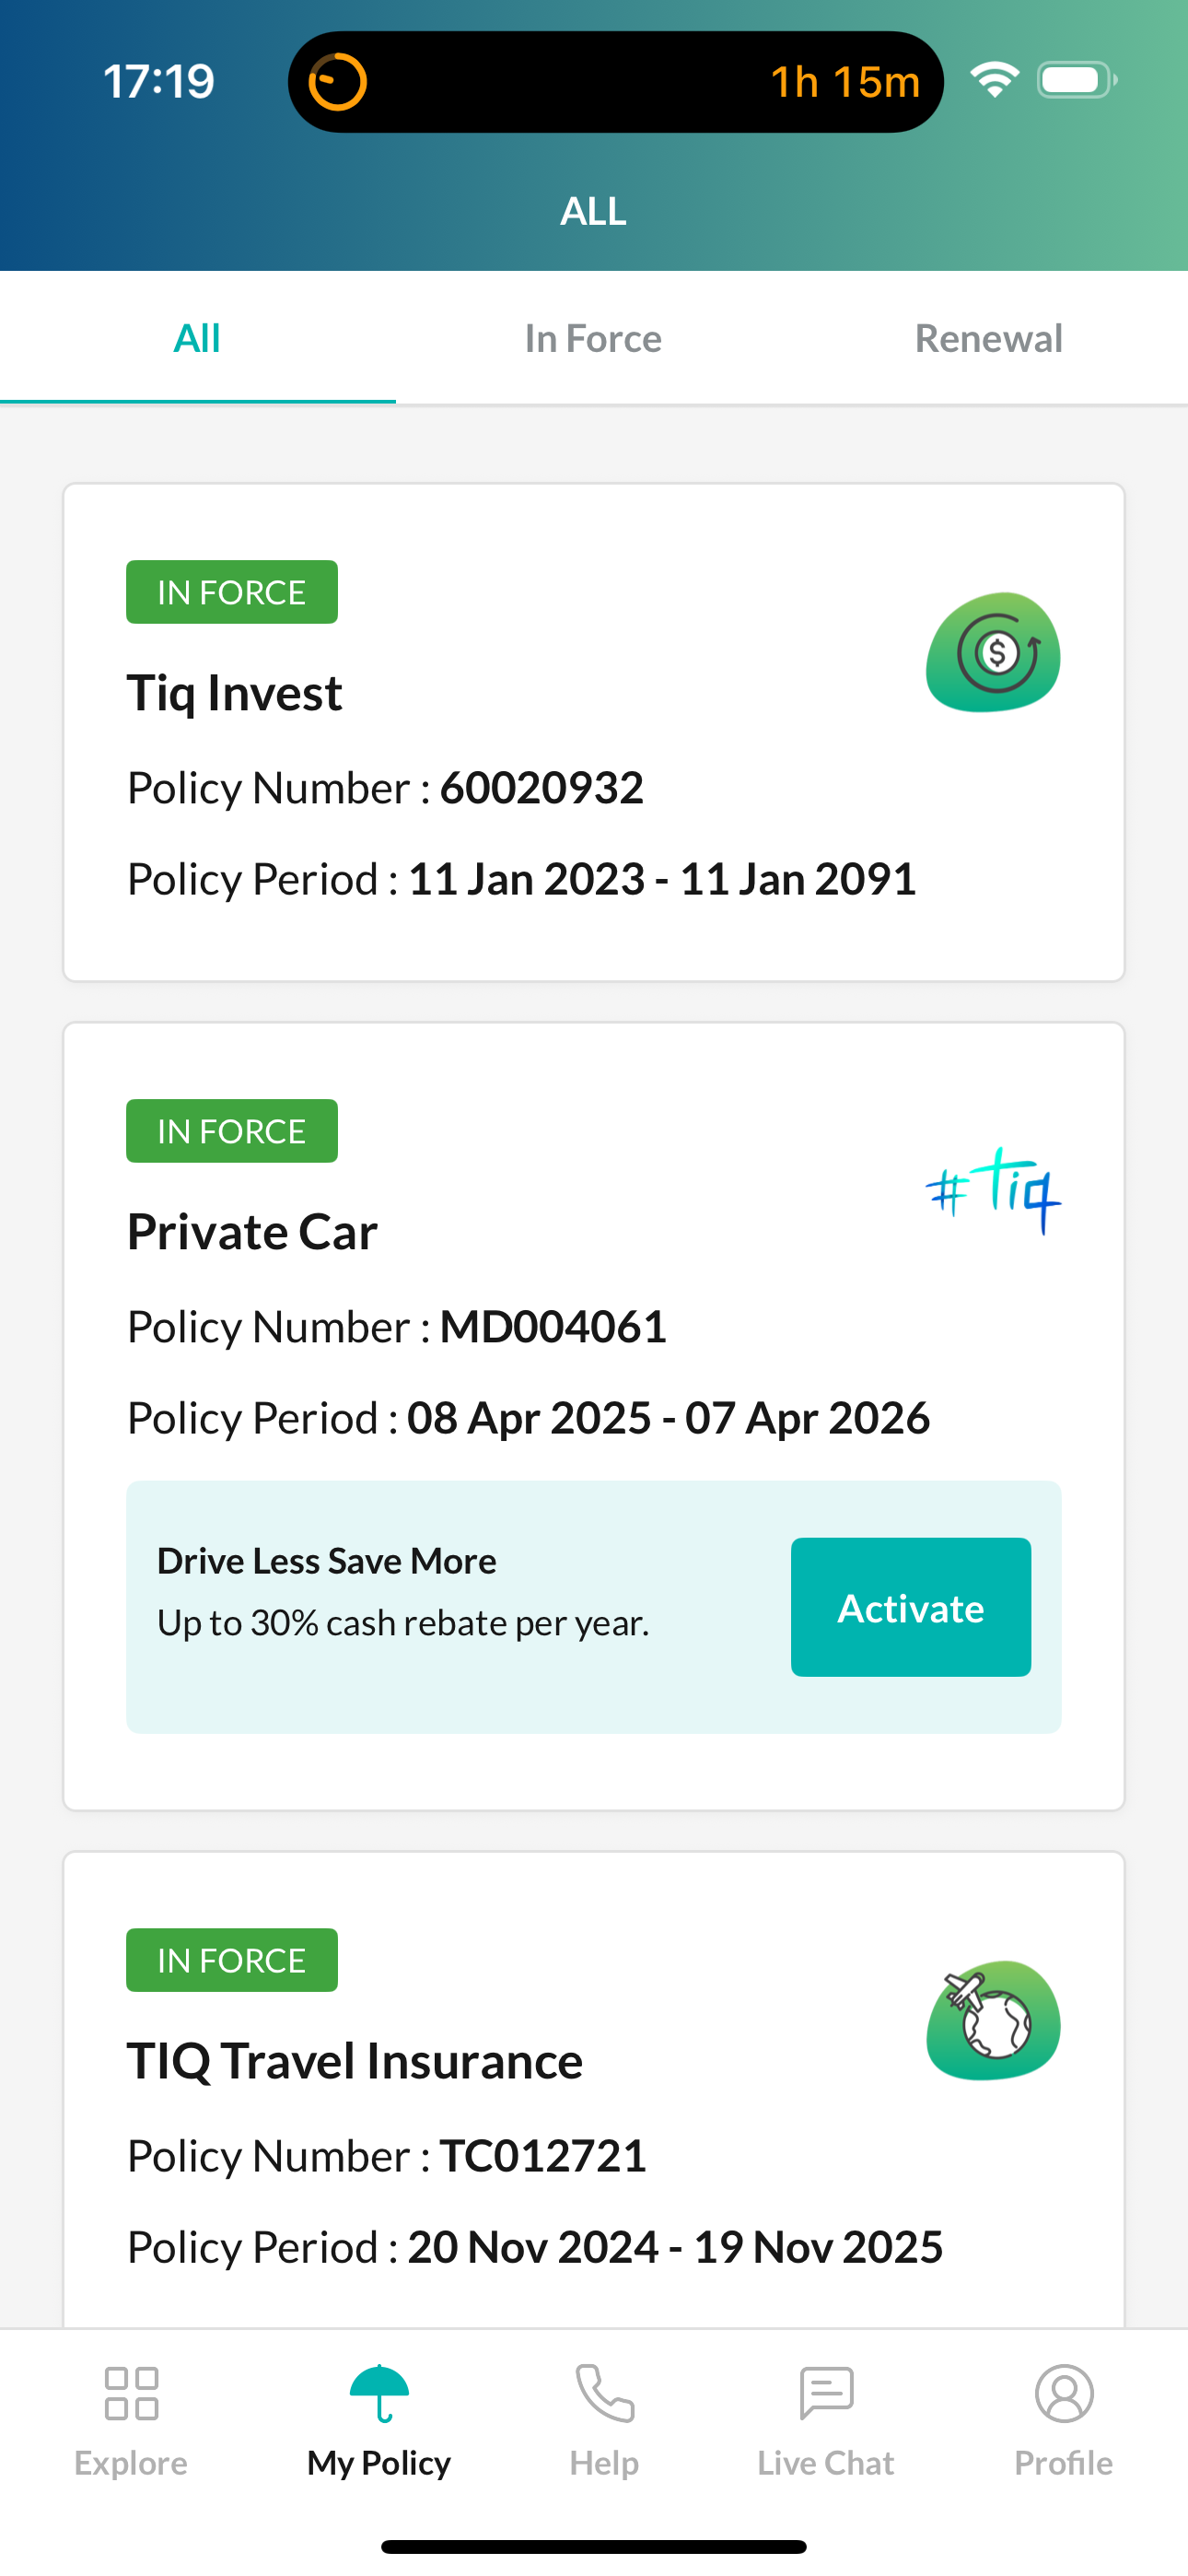 17:19
1h 15m
ALL
All In Force Renewal
IN FORCE
Tiq Invest
Policy Number : 60020932
Policy Period : 11 Jan 2023 - 11 Jan 2091
IN FORCE
#tiq
Private Car
Policy Number : MD004061
Policy Period : 08 Apr 2025 - 07 Apr 2026
Drive Less Save More
Up to 30% cash rebate per year.
Activate
IN FORCE
TIQ Travel Insurance
Policy Number : TC012721
Policy Period : 20 Nov 2024 - 19 Nov 2025
Explore My Policy Help Live Chat Profile